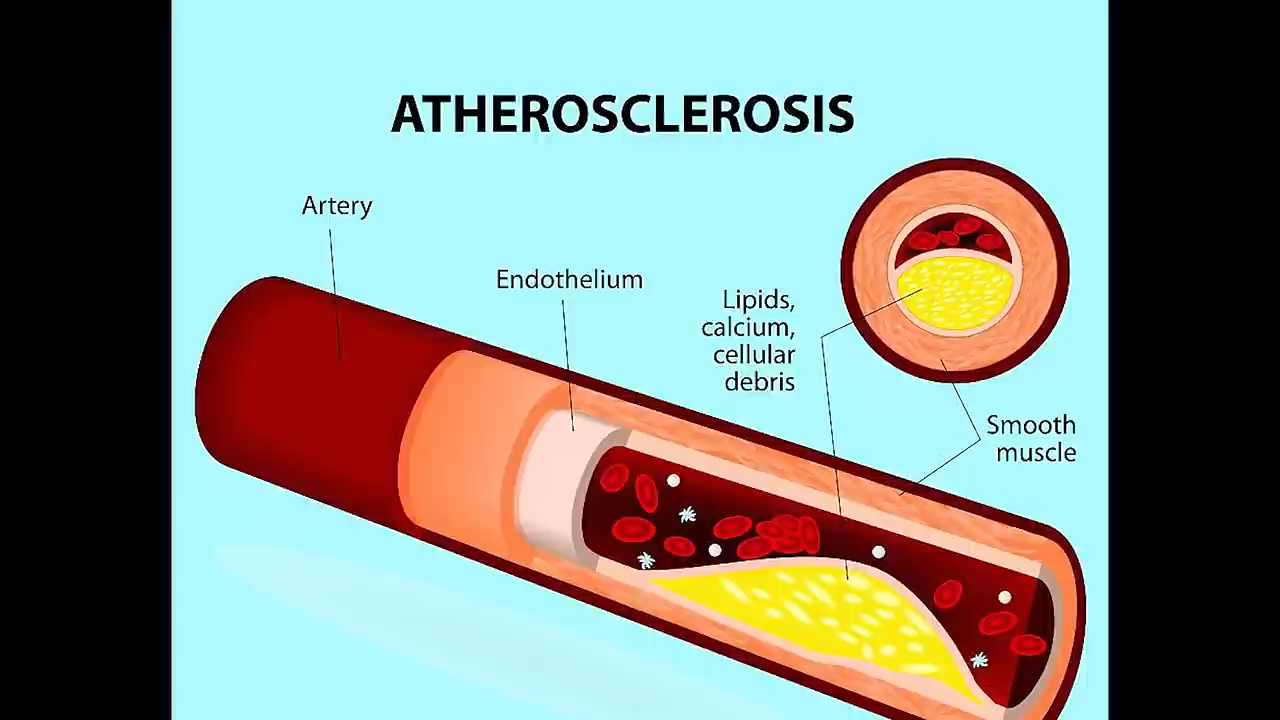 ATHEROSCLEROSIS
Artery
Endothelium
Lipids,
calcium,
cellular
debris
Smooth
muscle